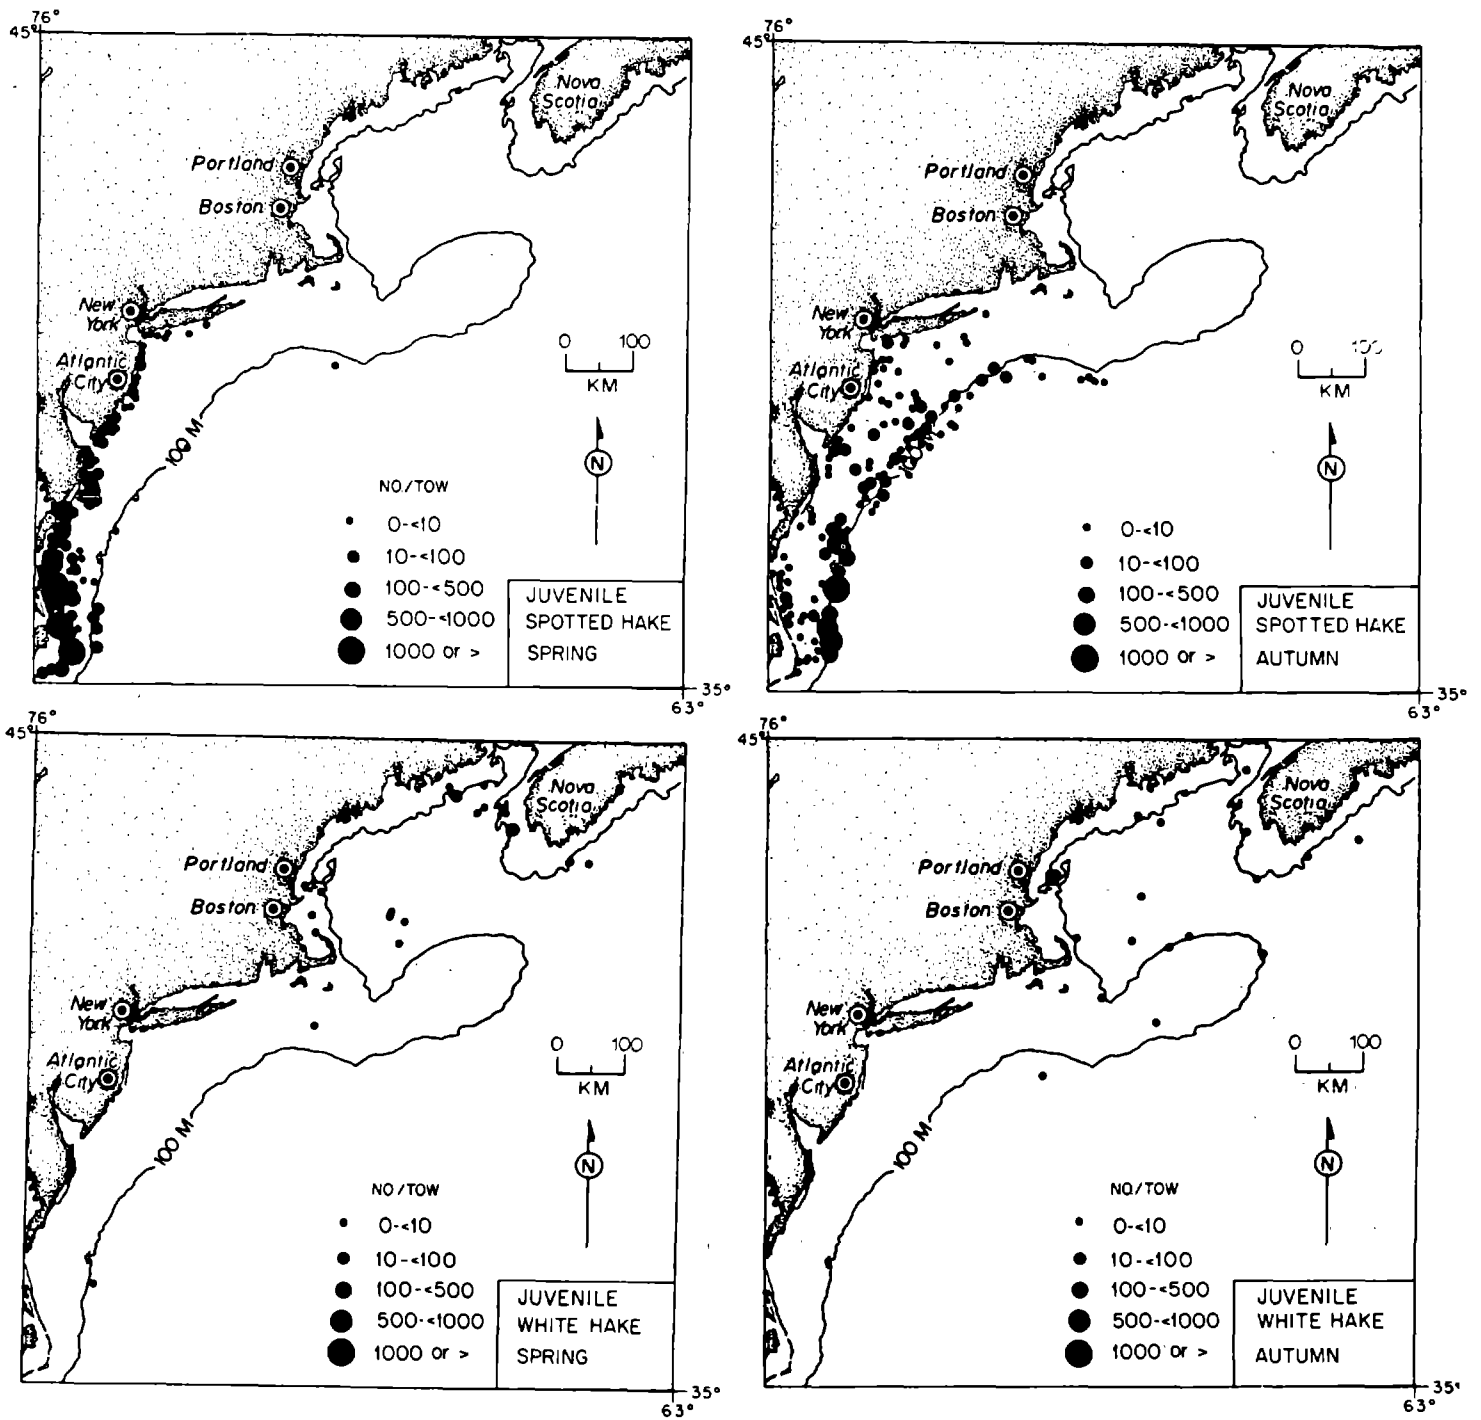 76°
45°
Nova
Scotia
Portland
Boston
New
York
Atlantic
City
0 100
KM
100 M
N
NO./TOW
0-<10
10-<100
100-<500
500-<1000
1000 or >
JUVENILE
SPOTTED HAKE
SPRING
35°
63°
76°
45°
Nova
Scotia
Portland
Boston
New
York
Atlantic
City
0 100
KM
N
0-<10
10-<100
100-<500
500-<1000
1000 or >
JUVENILE
SPOTTED HAKE
AUTUMN
35°
63°
76°
45°
Nova
Scotia
Portland
Boston
New
York
Atlantic
City
0 100
KM
100 M
N
NO./TOW
0-<10
10-<100
100-<500
500-<1000
1000 or >
JUVENILE
WHITE HAKE
SPRING
35°
63°
76°
45°
Nova
Scotia
Portland
Boston
New
York
Atlantic
City
0 100
KM
100 M
N
NO./TOW
0-<10
10-<100
100-<500
500-<1000
1000 or >
JUVENILE
WHITE HAKE
AUTUMN
35°
63°